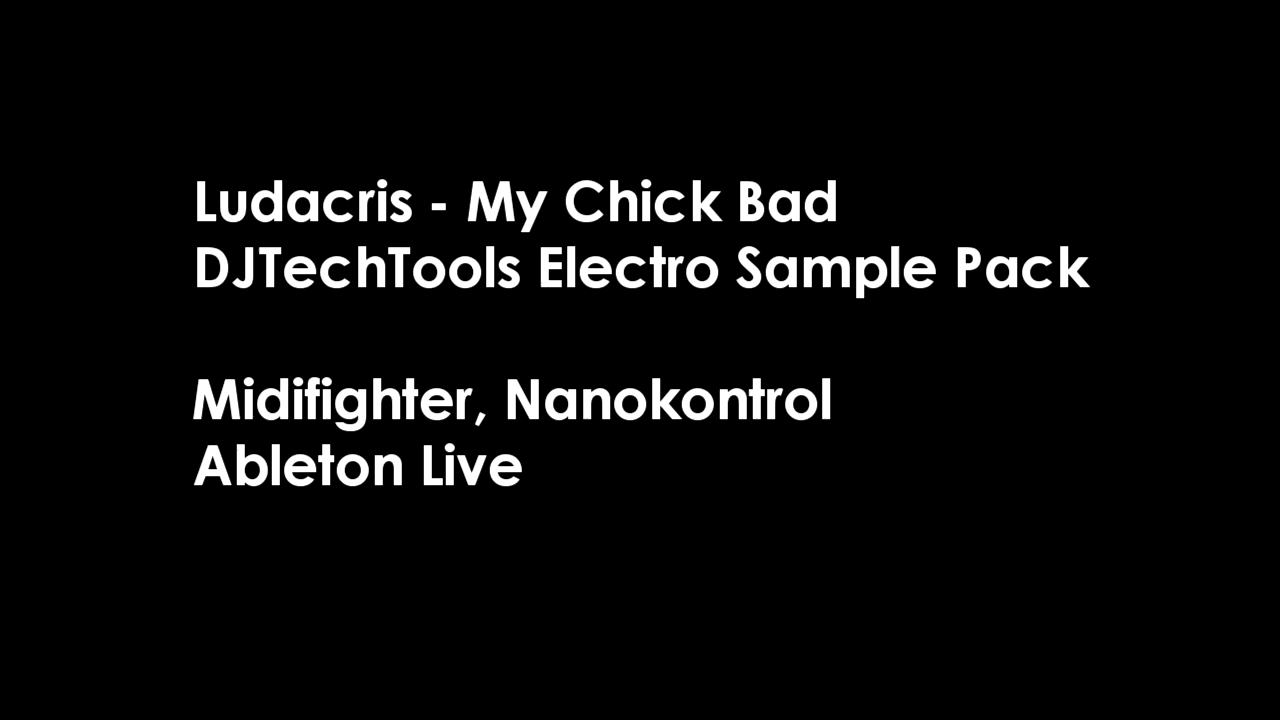 Ludacris - My Chick Bad
DJTechTools Electro Sample Pack
Midifighter, Nanokontrol
Ableton Live